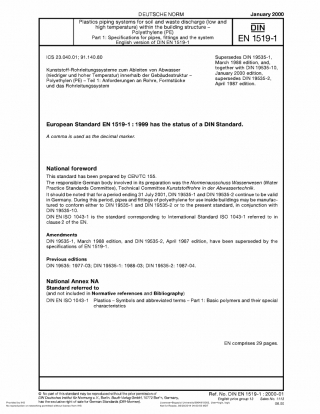 DEUTSCHE NORM
January 2000
Plastics piping systems for soil and waste discharge (low and
high temperature) within the building structure –
Polyethylene (PE)
Part 1: Specifications for pipes, fittings and the system
English version of DIN EN 1519-1
DIN
EN 1519-1
ICS 23.040.01; 91.140.80
Supersedes DIN 19535-1,
March 1988 edition, and,
together with DIN 19535-10,
January 2000 edition,
supersedes DIN 19535-2,
April 1987 edition.
Kunststoff-Rohrleitungssysteme zum Ableiten von Abwasser
(niedriger und hoher Temperatur) innerhalb der Gebäudestruktur –
Polyethylen (PE) – Teil 1: Anforderungen an Rohre, Formstücke
und das Rohrleitungssystem
European Standard EN 1519-1 : 1999 has the status of a DIN Standard.
A comma is used as the decimal marker.
National foreword
This standard has been prepared by CEN/TC 155.
The responsible German body involved in its preparation was the Normenausschuss Wasserwesen (Water
Practice Standards Committee), Technical Committee Kunststoffrohre in der Abwassertechnik.
It should be noted that for a period ending 31 July 2001, DIN 19535-1 and DIN 19535-2 continue to be valid
in Germany. During this period, pipes and fittings of polyethylene for use inside buildings may be manufac-
tured to conform either to DIN 19535-1 and DIN 19535-2 or to the present standard, in conjunction with
DIN 19535-10.
DIN EN ISO 1043-1 is the standard corresponding to International Standard ISO 1043-1 referred to in
clause 2 of the EN.
Amendments
DIN 19535-1, March 1988 edition, and DIN 19535-2, April 1987 edition, have been superseded by the
specifications of EN 1519-1.
Previous editions
DIN 19535: 1977-03; DIN 19535-1: 1988-03; DIN 19535-2: 1987-04.
National Annex NA
Standard referred to
(and not included in Normative references and Bibliography)
DIN EN ISO 1043-1 Plastics – Symbols and abbreviated terms – Part 1: Basic polymers and their special
characteristics
EN comprises 29 pages.
© No part of this standard may be reproduced without the prior permission of
DIN Deutsches Institut für Normung e. V., Berlin. Beuth Verlag GmbH, 10772 Berlin, Germany,
has the exclusive right of sale for German Standards (DIN-Normen).
Ref. No. DIN EN 1519-1 : 2000-01
English price group 13 Sales No. 1113